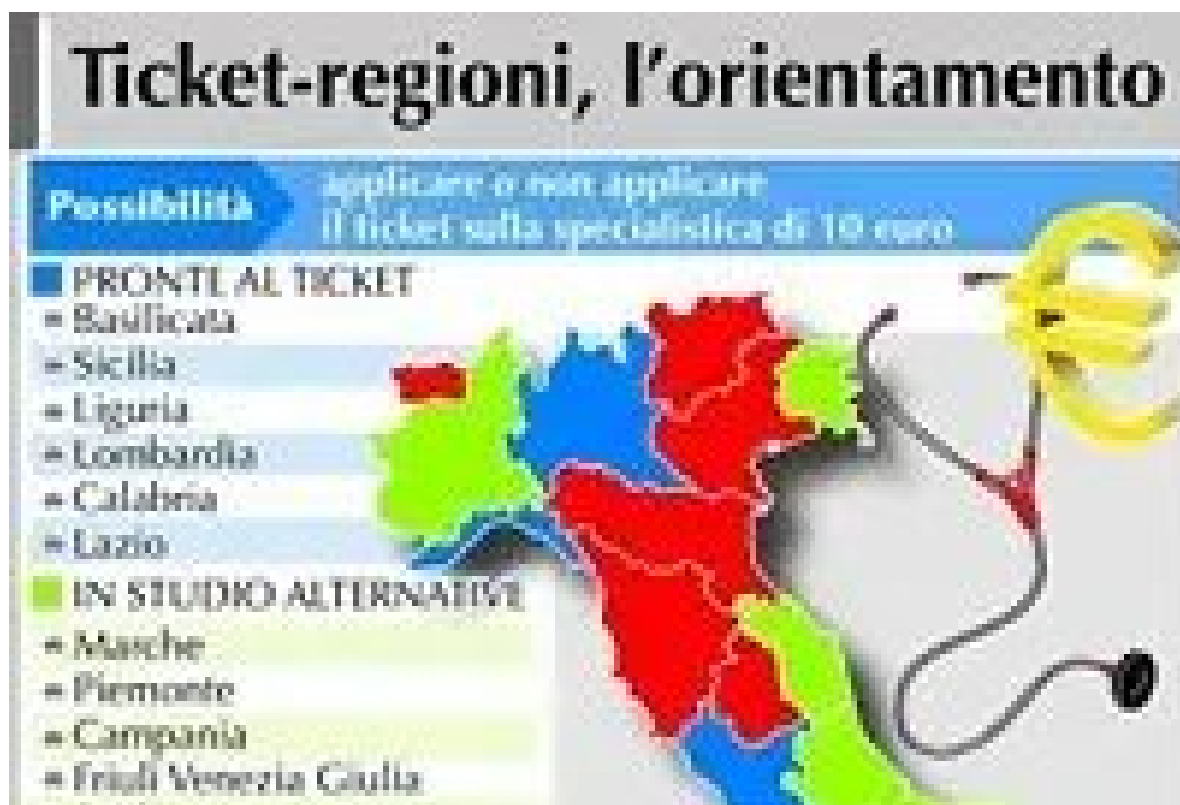 Ticket-regioni, l'orientamento
Possibilità
applicare o non applicare
il ticket sulla specialistica di 10 euro
PRONTE AL TICKET
Basilicata
Sicilia
Liguria
Lombardia
Calabria
Lazio
IN STUDIO ALTERNATIVE
Marche
Piemonte
Campania
Friuli Venezia Giulia